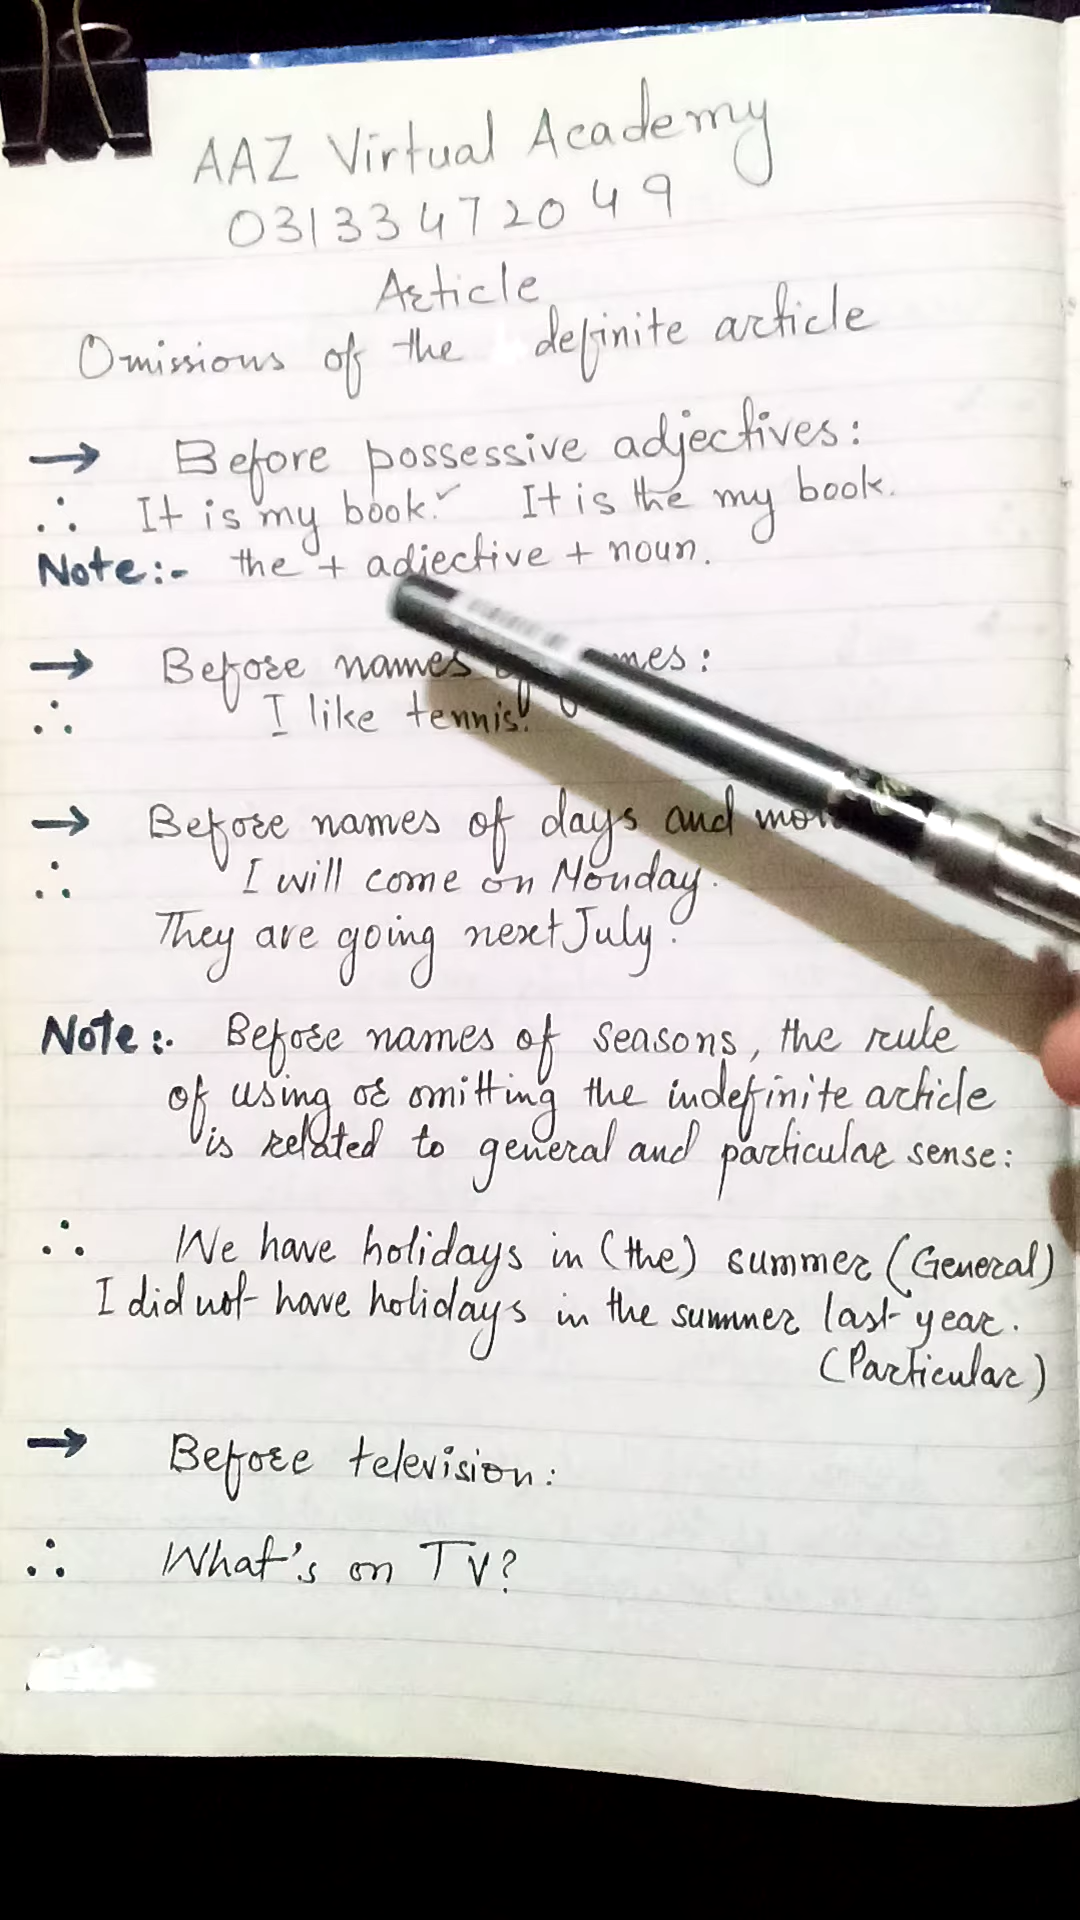 AAZ Virtual Academy
03133472049
Article
Omissions of the definite article
→ Before possessive adjectives:
∴ It is my book.✓ It is the my book.
Note:- the + adjective + noun.
→ Before names
∴ I like tennis.
→ Before names of days and
∴ I will come on Monday.
They are going next July.
Note:- Before names of seasons, the rule
of using or omitting the indefinite article
is related to general and particular sense:
∴ We have holidays in (the) summer (General)
I did not have holidays in the summer last year.
(Particular)
→ Before television:
∴ What's on TV?